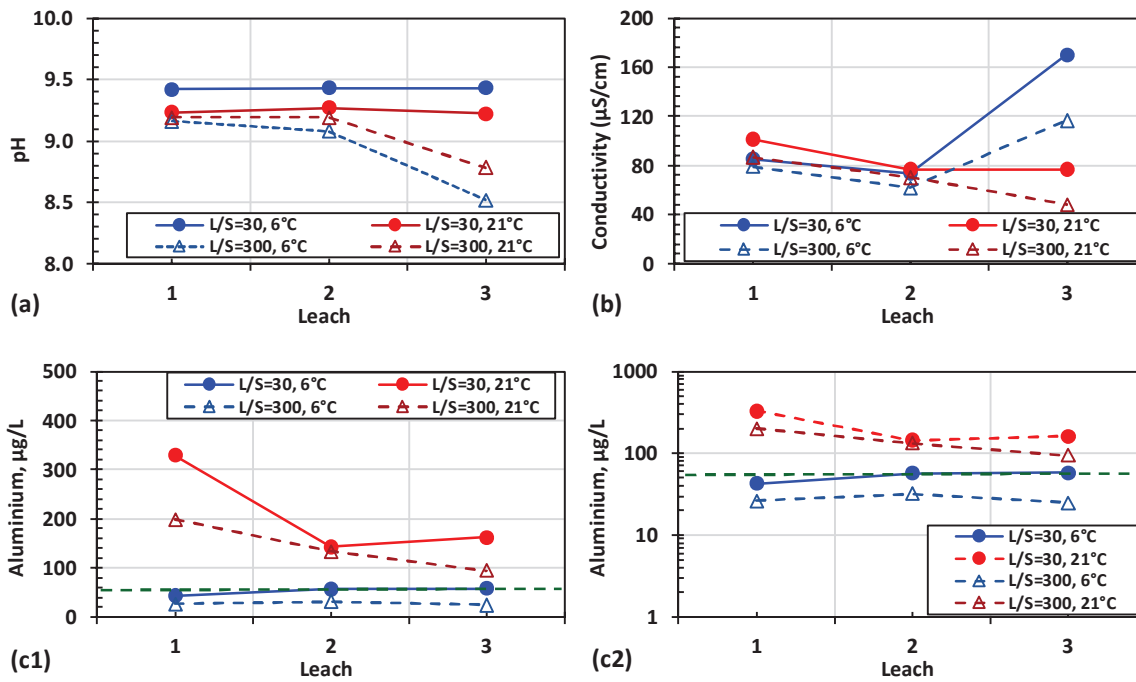 10.0
9.5
9.0
8.5
8.0
pH
L/S=30, 6°C
L/S=30, 21°C
L/S=300, 6°C
L/S=300, 21°C
1
2
3
Leach
(a)
200
160
120
80
40
0
Conductivity (µS/cm)
L/S=30, 6°C
L/S=30, 21°C
L/S=300, 6°C
L/S=300, 21°C
1
2
3
Leach
(b)
500
400
300
200
100
0
Aluminium, µg/L
L/S=30, 6°C
L/S=30, 21°C
L/S=300, 6°C
L/S=300, 21°C
1
2
3
Leach
(c1)
1000
100
10
1
Aluminium, µg/L
L/S=30, 6°C
L/S=30, 21°C
L/S=300, 6°C
L/S=300, 21°C
1
2
3
Leach
(c2)